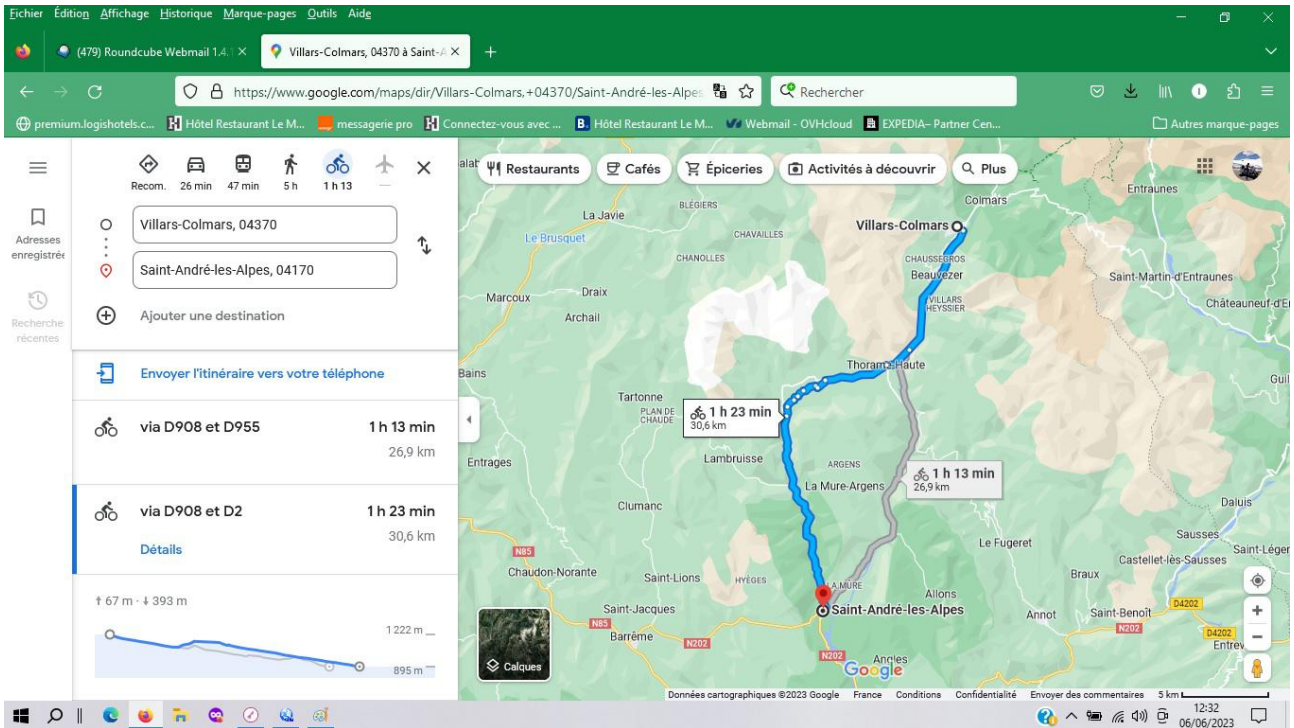 Fichier Édition Affichage Historique Marque-pages Outils Aide
(479) Roundcube Webmail 1.4.1
Villars-Colmars, 04370 à Saint-A
https://www.google.com/maps/dir/Villars-Colmars,+04370/Saint-André-les-Alpes
Rechercher
premium.logishotels.c... Hôtel Restaurant Le M... messagerie pro Connectez-vous avec ... Hôtel Restaurant Le M... Webmail - OVHcloud EXPEDIA– Partner Cen... Autres marque-pages
Recom. 26 min 47 min 5 h 1 h 13 —
Adresses
enregistrée
Recherche
récentes
Villars-Colmars, 04370
Saint-André-les-Alpes, 04170
Ajouter une destination
Envoyer l'itinéraire vers votre téléphone
via D908 et D955 1 h 13 min
26,9 km
via D908 et D2 1 h 23 min
30,6 km
Détails
↑ 67 m · ↓ 393 m
1 222 m
895 m
Restaurants Cafés Épiceries Activités à découvrir Plus
Entraunes
Colmars
BLÉGIERS
La Javie
Villars-Colmars
Le Brusquet
CHAVAILLES
CHANOLLES
CHAUSSEGROS
Beauvezer
Saint-Martin-d'Entraunes
Marcoux
Draix
VILLARS
HEYSSIER
Châteauneuf-d'E
Archail
Thorame-Haute
Bains
Guil
Tartonne
PLAN DE
CHAUDE
1 h 23 min
30,6 km
Entrages
Lambruisse
ARGENS
1 h 13 min
26,9 km
La Mure-Argens
Daluis
Clumanc
Sausses
Le Fugeret
N85
Saint-Léger
Castellet-lès-Sausses
Chaudon-Norante
Saint-Lions
HYÈGES
LA MURE
Braux
Allons
Saint-Jacques
Saint-André-les-Alpes
Annot
Saint-Benoît
D4202
N85
Barrême
N202
N202
D4202
Entrev
N202
Angles
Google
Calques
Données cartographiques ©2023 Google France Conditions Confidentialité Envoyer des commentaires 5 km
12:32
06/06/2023